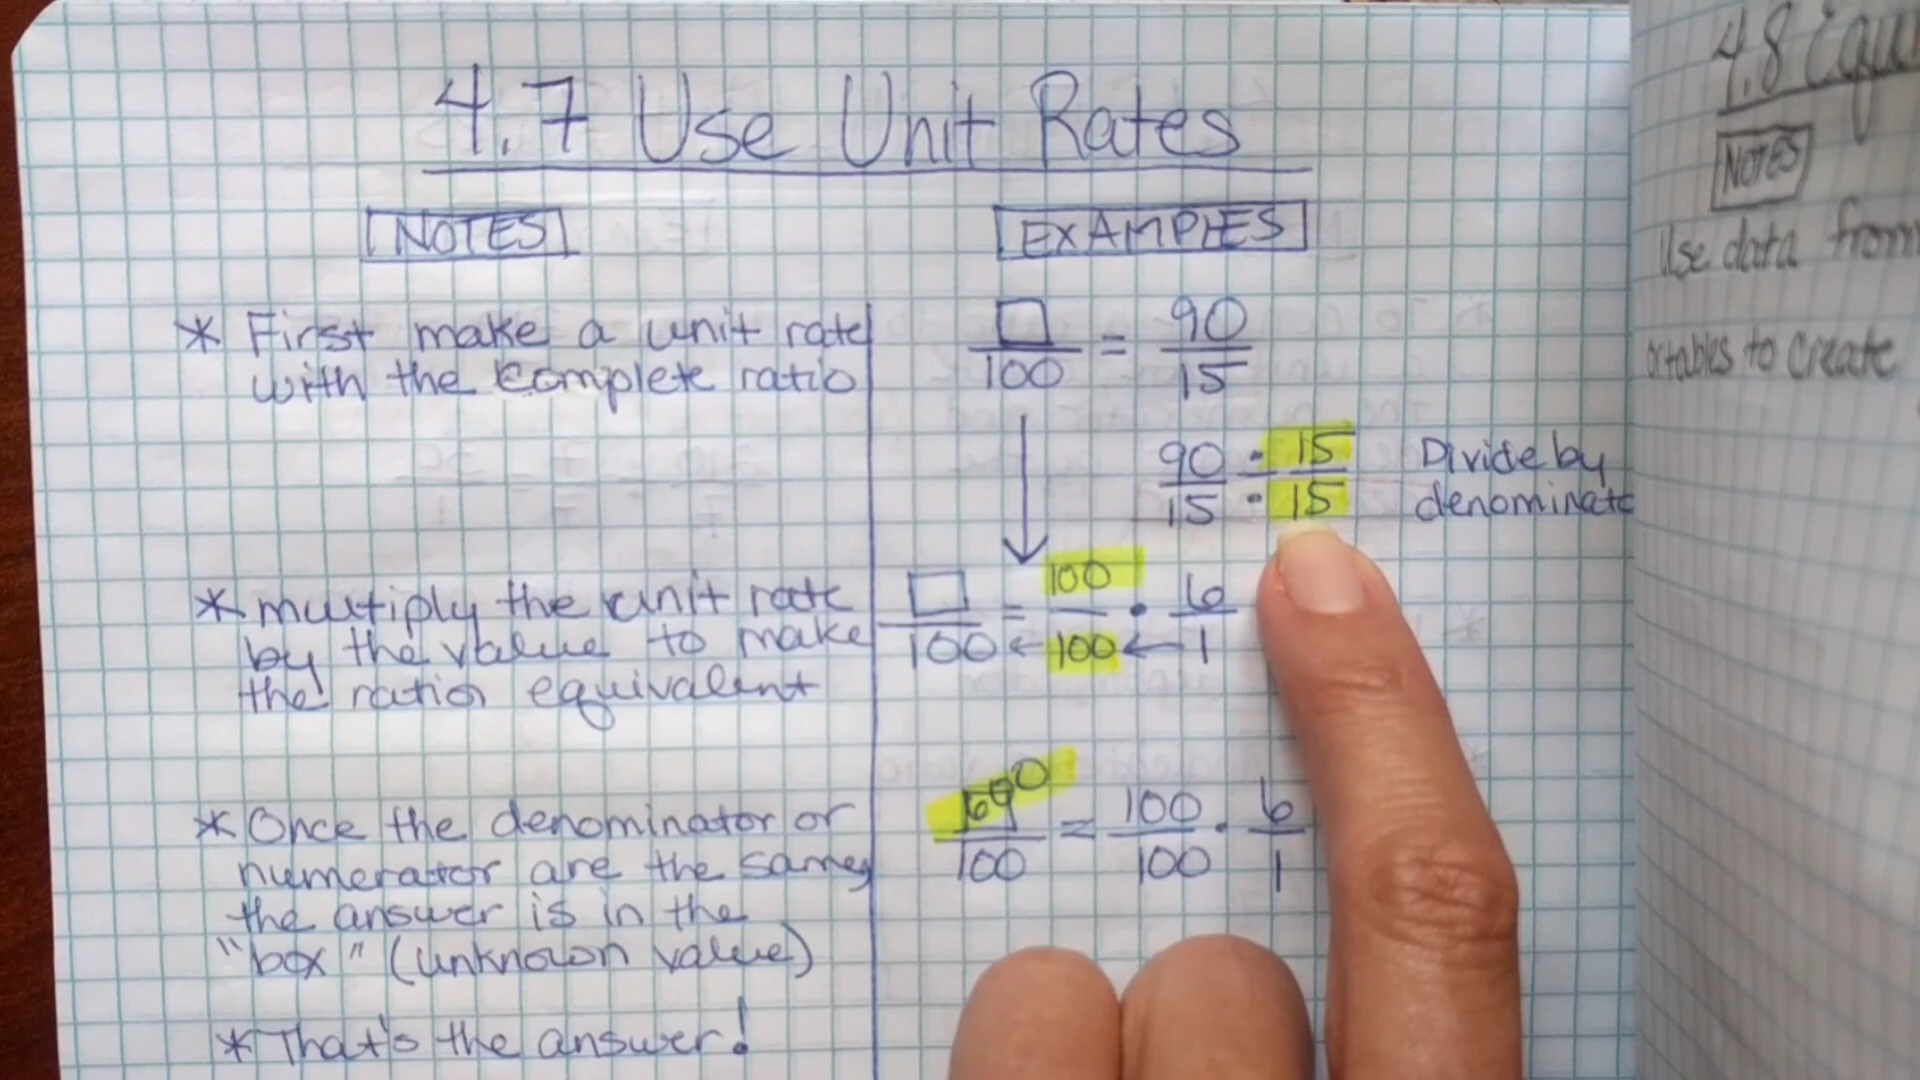 4.7 Use Unit Rates
NOTES
* First make a unit rate
with the complete ratio
* multiply the unit rate
by the value to make
the ratios equivalent
* Once the denominator or
numerator are the same,
the answer is in the
"box" (unknown value)
* That's the answer!
EXAMPLES
□/100 = 90/15
90/15 ÷ 15/15
Divide by
denominato
□/100 = 100/100 · 6/1
600/100 = 100/100 · 6/1
4.8 Equ
NOTES
Use data from
or tables to create